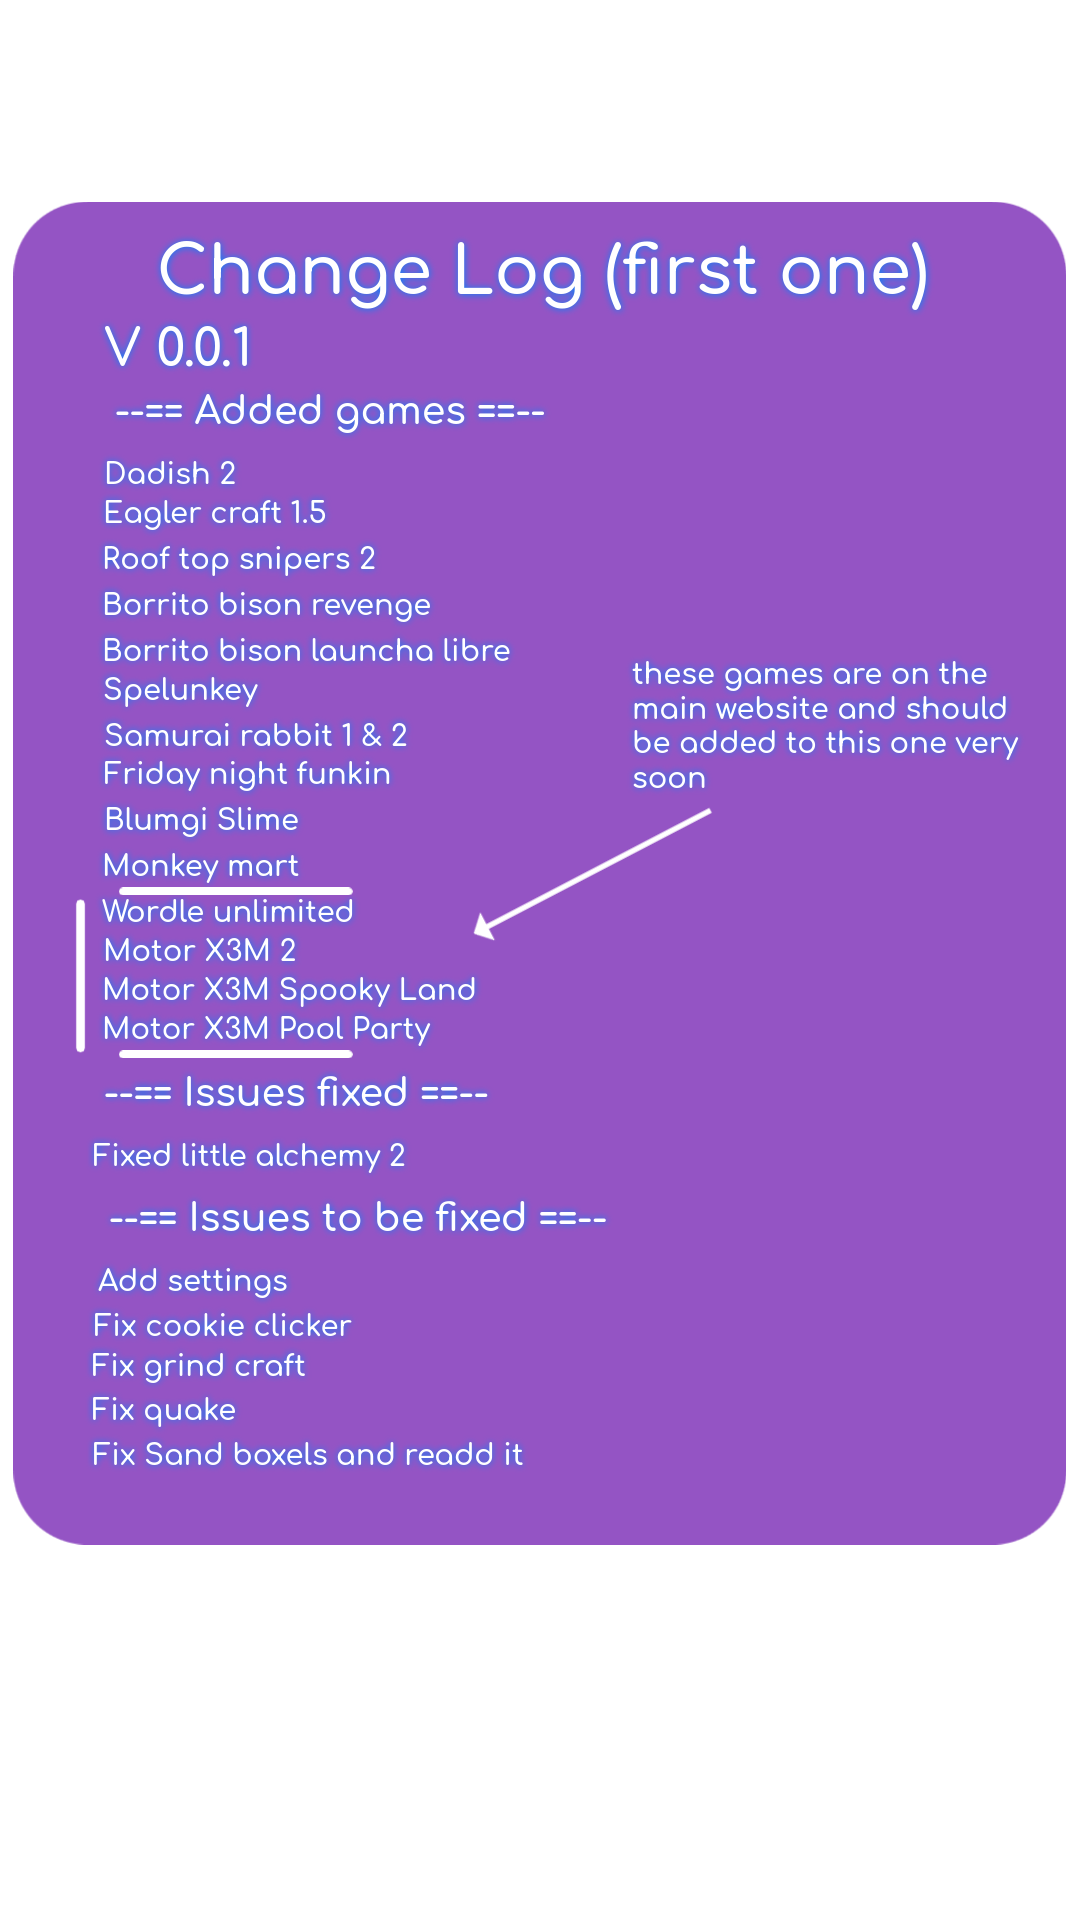 Change Log (first one)
V 0.0.1
--== Added games ==--
Dadish 2
Eagler craft 1.5
Roof top snipers 2
Borrito bison revenge
Borrito bison launcha libre
Spelunkey
Samurai rabbit 1 & 2
Friday night funkin
Blumgi Slime
Monkey mart
Wordle unlimited
Motor X3M 2
Motor X3M Spooky Land
Motor X3M Pool Party
these games are on the
main website and should
be added to this one very
soon
--== Issues fixed ==--
Fixed little alchemy 2
--== Issues to be fixed ==--
Add settings
Fix cookie clicker
Fix grind craft
Fix quake
Fix Sand boxels and readd it